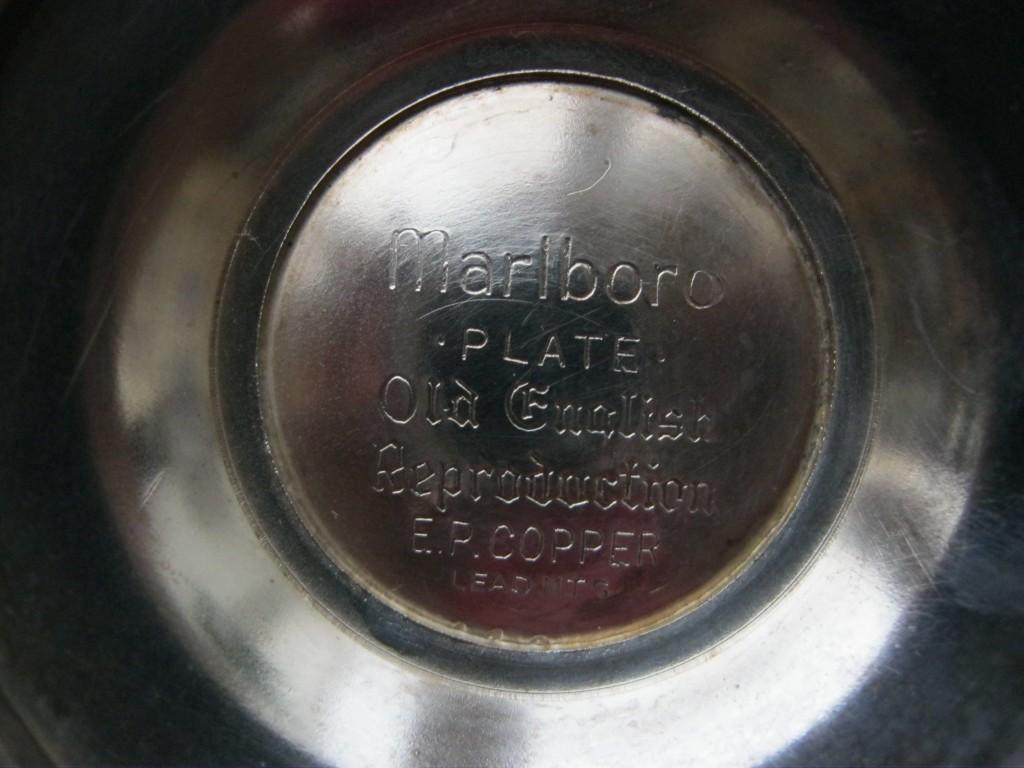 Marlboro
· PLATE ·
Old English
Reproduction
E.P. COPPER
LEAD MTS